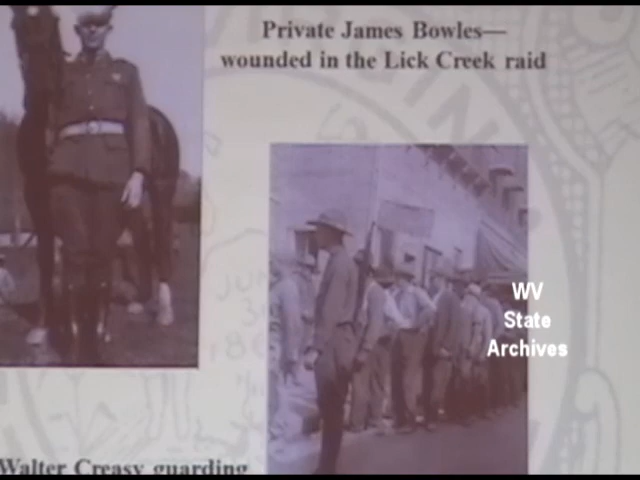 Private James Bowles—
wounded in the Lick Creek raid
WV
State
Archives
Walter Creasy guarding